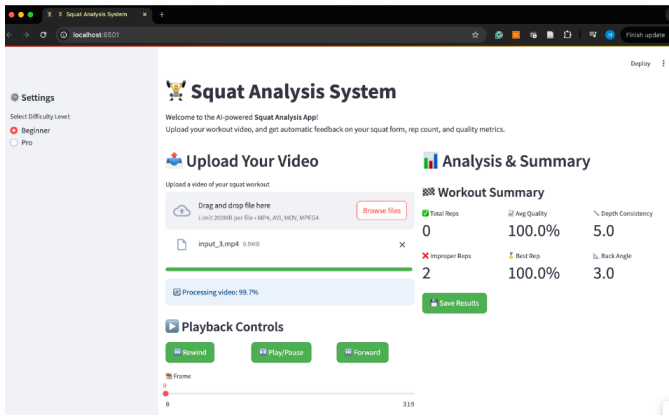 Squat Analysis System
localhost:8501
Finish update
Deploy
Settings
Select Difficulty Level:
Beginner
Pro
Squat Analysis System
Welcome to the AI-powered Squat Analysis App!
Upload your workout video, and get automatic feedback on your squat form, rep count, and quality metrics.
Upload Your Video
Upload a video of your squat workout
Drag and drop file here
Limit 200MB per file • MP4, AVI, MOV, MPEG4
Browse files
input_3.mp4 9.9MB
Processing video: 99.7%
Playback Controls
Rewind
Play/Pause
Forward
Frame
0
0
319
Analysis & Summary
Workout Summary
Total Reps
Avg Quality
Depth Consistency
0
100.0%
5.0
Improper Reps
Best Rep
Back Angle
2
100.0%
3.0
Save Results